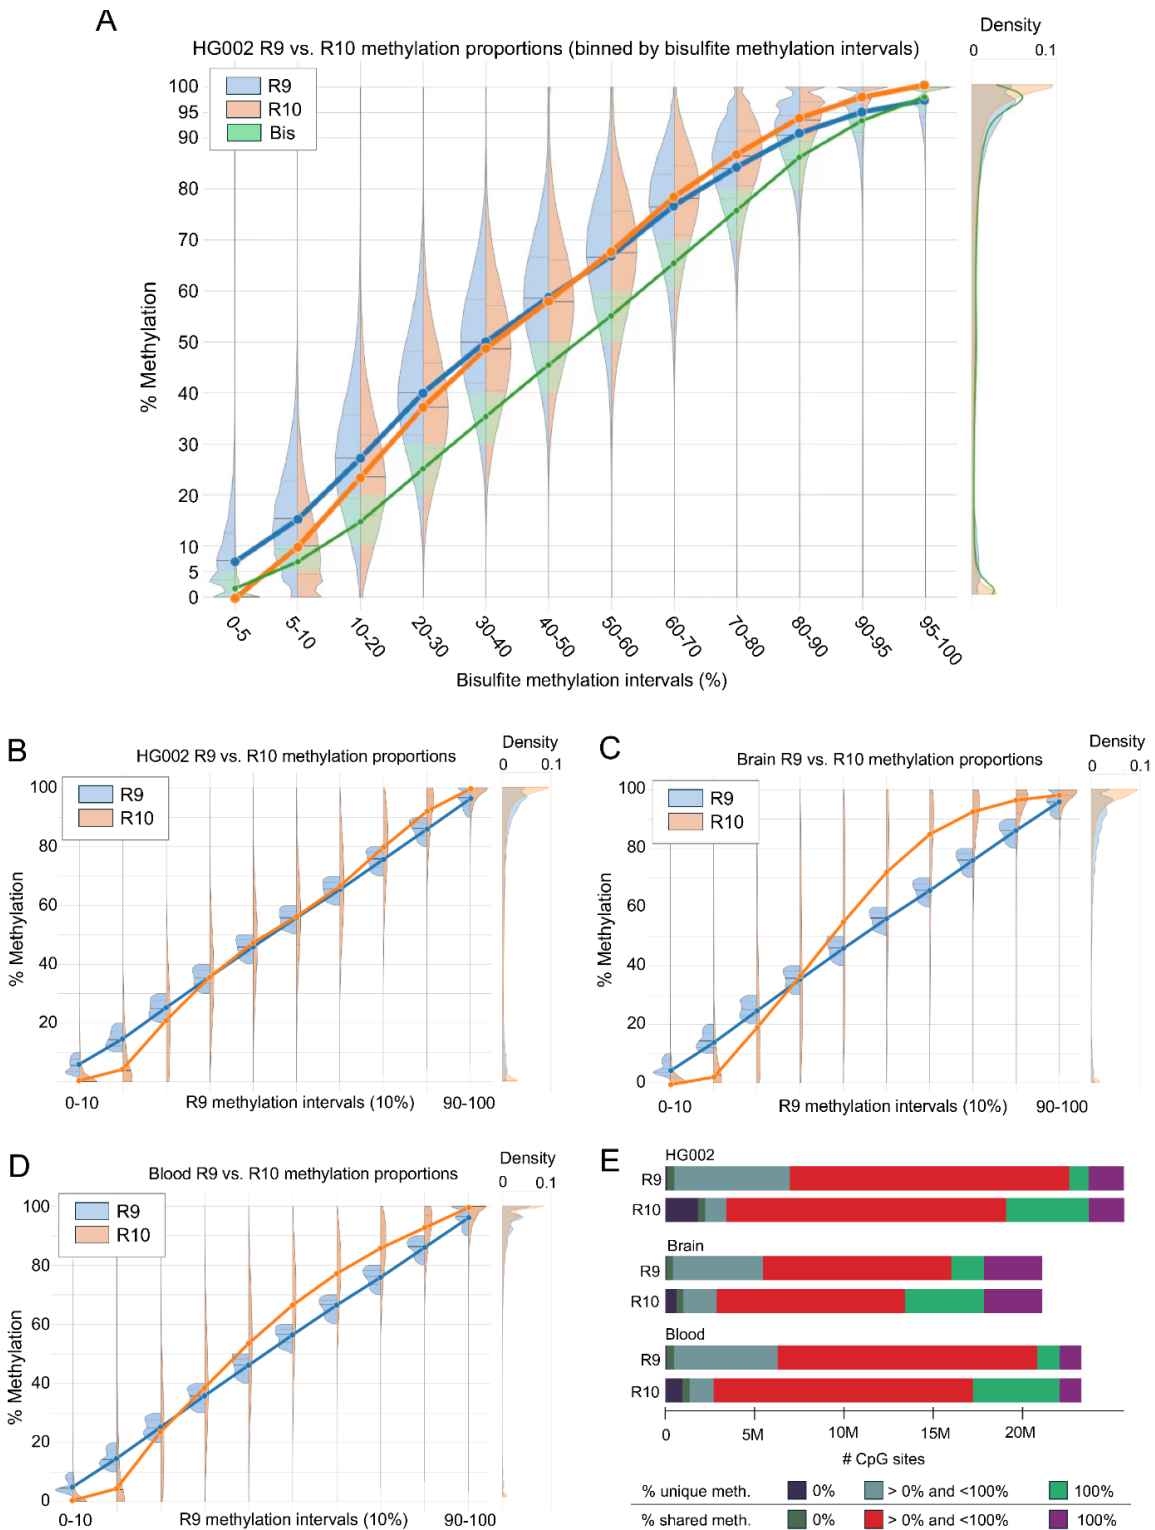 A
HG002 R9 vs. R10 methylation proportions (binned by bisulfite methylation intervals)
Density
0 0.1
R9
R10
Bis
% Methylation
100
95
90
80
70
60
50
40
30
20
10
5
0
0-5 5-10 10-20 20-30 30-40 40-50 50-60 60-70 70-80 80-90 90-95 95-100
Bisulfite methylation intervals (%)
B
HG002 R9 vs. R10 methylation proportions
Density
0 0.1
R9
R10
% Methylation
100
80
60
40
20
0-10 R9 methylation intervals (10%) 90-100
C
Brain R9 vs. R10 methylation proportions
Density
0 0.1
R9
R10
% Methylation
100
80
60
40
20
0
0-10 R9 methylation intervals (10%) 90-100
D
Blood R9 vs. R10 methylation proportions
Density
0 0.1
R9
R10
% Methylation
100
80
60
40
20
0
0-10 R9 methylation intervals (10%) 90-100
E
HG002
R9
R10
Brain
R9
R10
Blood
R9
R10
0 5M 10M 15M 20M
# CpG sites
% unique meth. 0% > 0% and <100% 100%
% shared meth. 0% > 0% and <100% 100%